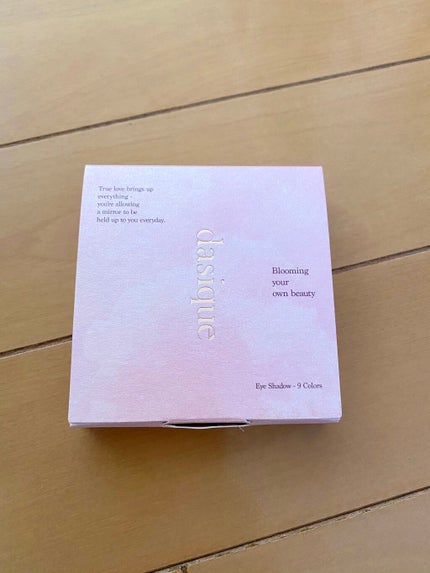 True love brings up
everything -
you're allowing
a mirror to be
held up to you everyday.
dasique
Blooming
your
own beauty
Eye Shadow - 9 Colors